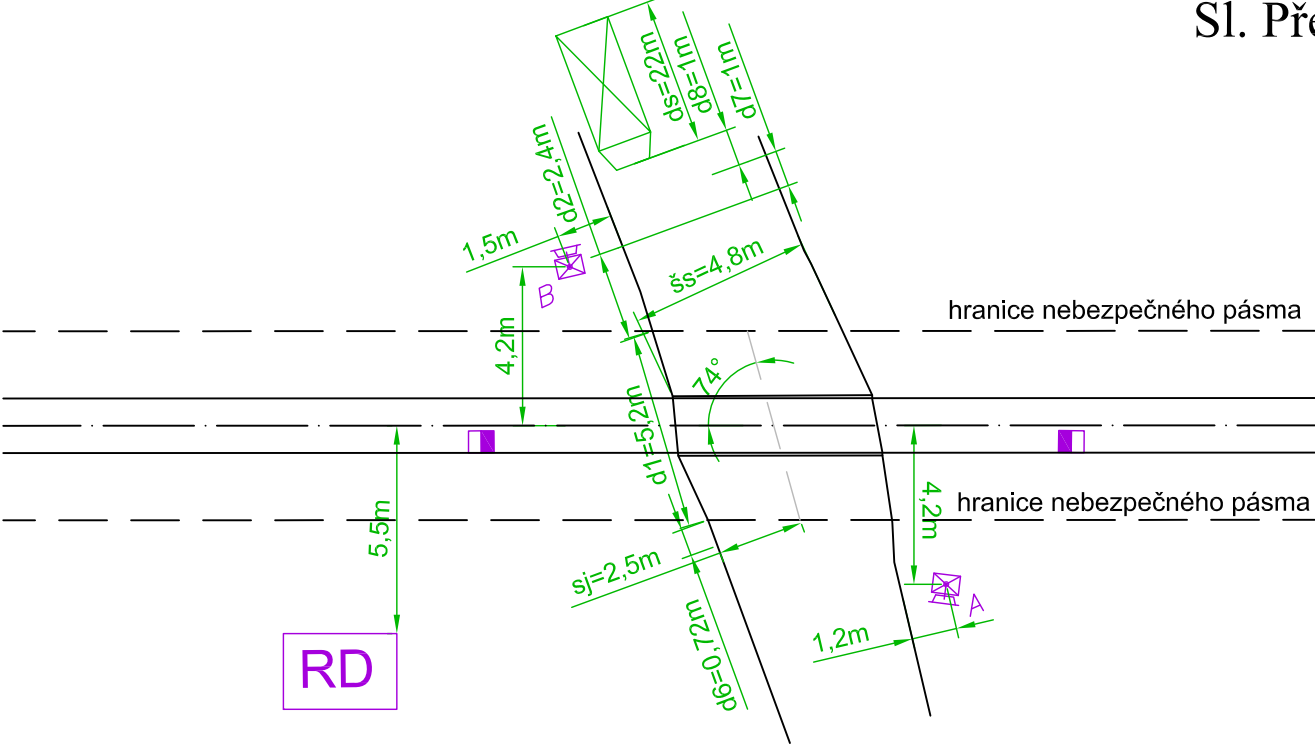 Sl. Př
ds=22m
d8=1m
d7=1m
d2=2,4m
1,5m
B
šs=4,8m
hranice nebezpečného pásma
4,2m
74°
d1=5,2m
5,5m
4,2m
hranice nebezpečného pásma
sj=2,5m
A
d6=0,72m
1,2m
RD